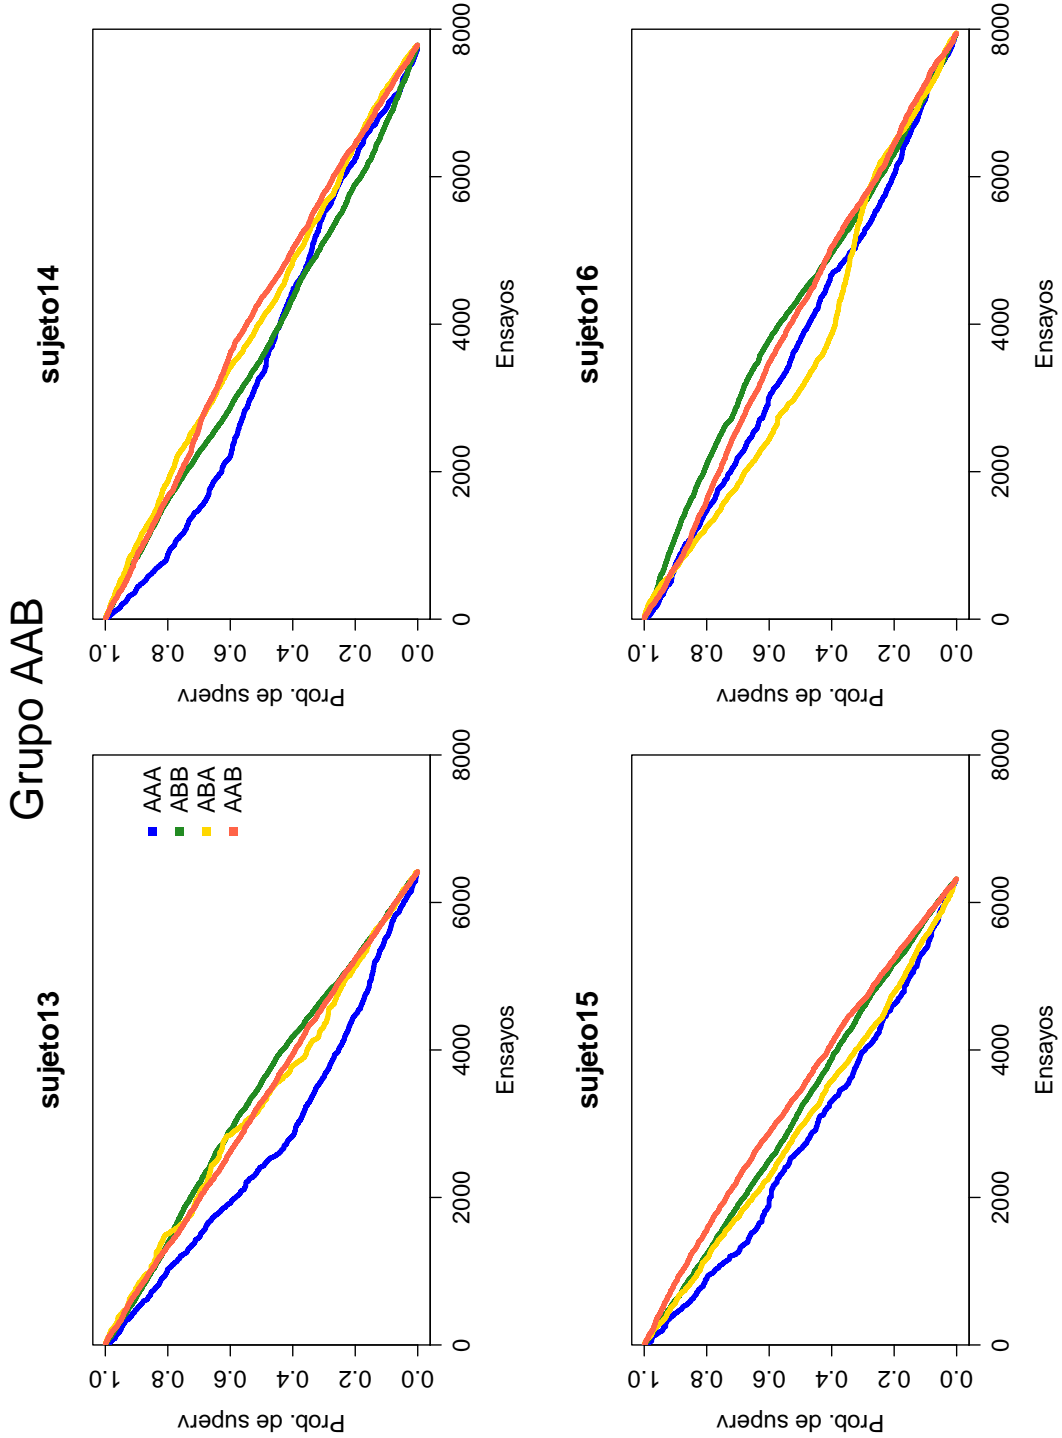 Grupo AAB
sujeto13
Prob. de superv
0.0 0.2 0.4 0.6 0.8 1.0
AAA
ABB
ABA
AAB
0 2000 4000 6000 8000
Ensayos
sujeto14
Prob. de superv
0.0 0.2 0.4 0.6 0.8 1.0
0 2000 4000 6000 8000
Ensayos
sujeto15
Prob. de superv
0.0 0.2 0.4 0.6 0.8 1.0
0 2000 4000 6000 8000
Ensayos
sujeto16
Prob. de superv
0.0 0.2 0.4 0.6 0.8 1.0
0 2000 4000 6000 8000
Ensayos